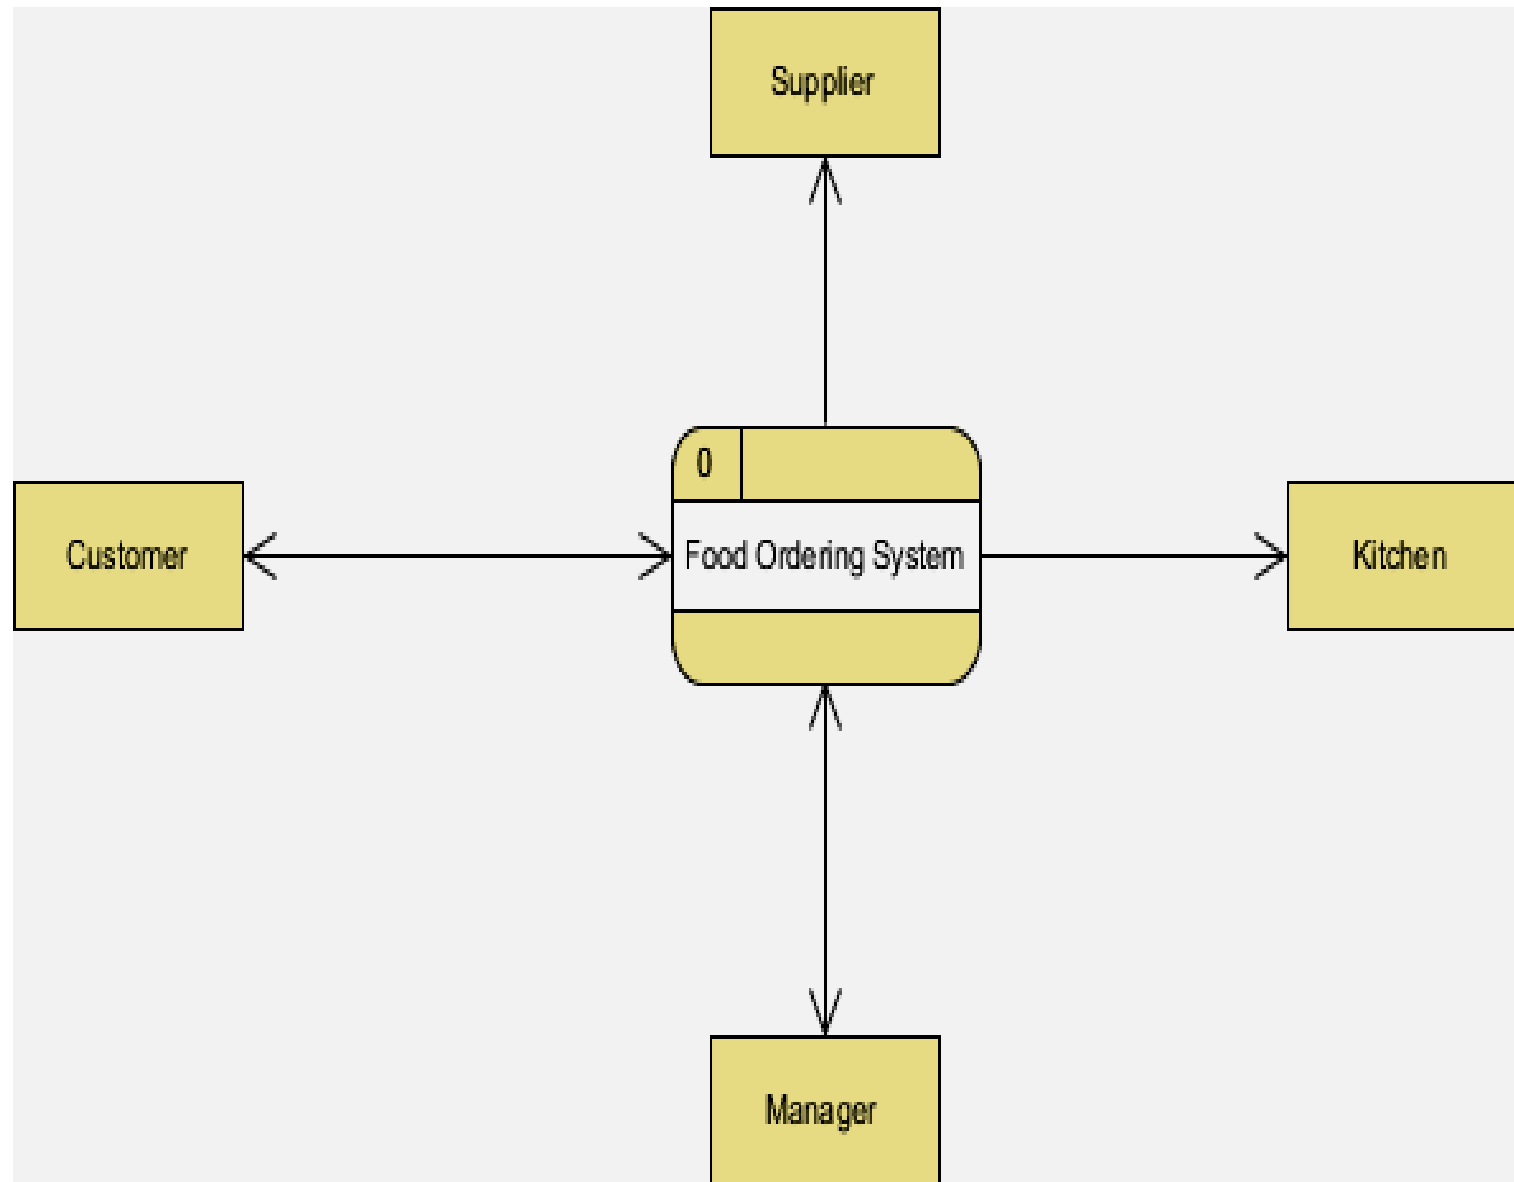 Supplier
0
Customer
Food Ordering System
Kitchen
Manager